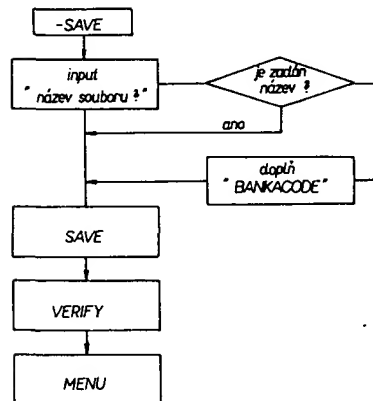 -SAVE
input
" název souboru ?"
je zadán
název ?
ano
doplň
" BANKACODE"
SAVE
VERIFY
MENU